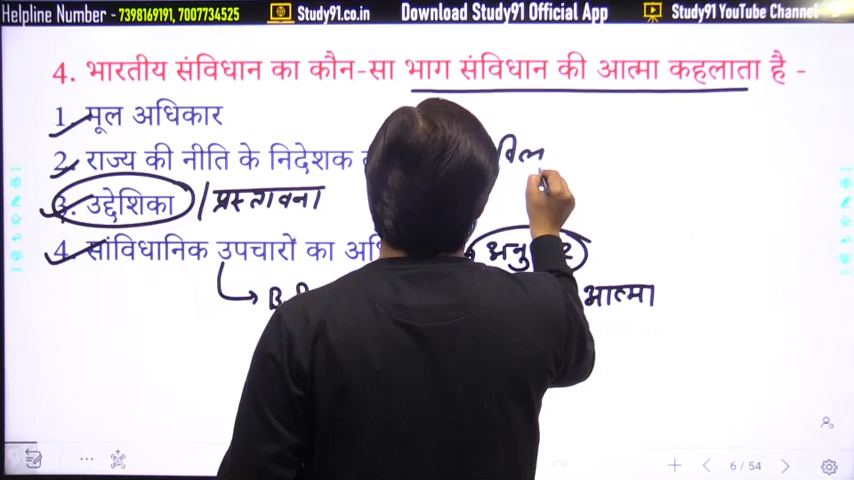 Helpline Number - 7398169191, 7007734525 Study91.co.in Download Study91 Official App Study91 YouTube Channel
4. भारतीय संविधान का कौन-सा भाग संविधान की आत्मा कहलाता है -
1. मूल अधिकार
2. राज्य की नीति के निदेशक
3. उद्देशिका / प्रस्तावना
4. सांविधानिक उपचारों का
आत्मा
6 / 54